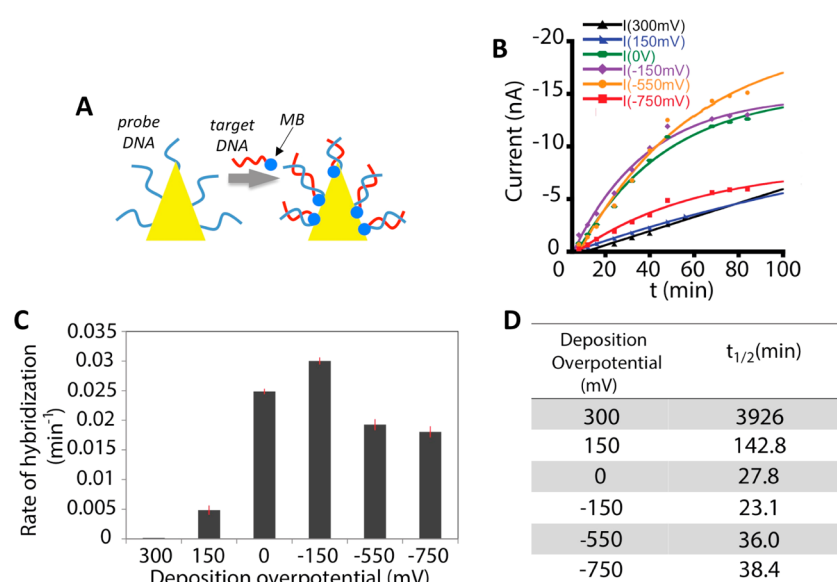 A
probe
DNA
target
DNA
MB
B
I(300mV)
I(150mV)
I(0V)
I(-150mV)
I(-550mV)
I(-750mV)
Current (nA)
-20
-15
-10
-5
0
0 20 40 60 80 100
t (min)
C
Rate of hybridization
(min⁻¹)
0.035
0.03
0.025
0.02
0.015
0.01
0.005
0
300 150 0 -150 -550 -750
Deposition overpotential (mV)
D
Deposition
Overpotential
(mV)
t1/2(min)
300 3926
150 142.8
0 27.8
-150 23.1
-550 36.0
-750 38.4